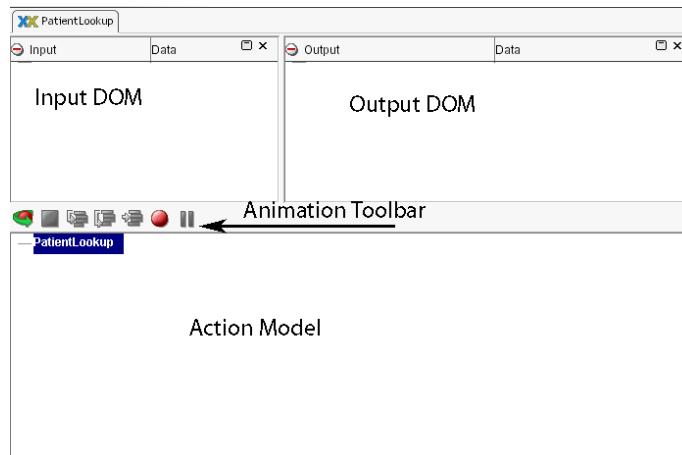 PatientLookup
Input Data
Output Data
Input DOM
Output DOM
Animation Toolbar
PatientLookup
Action Model